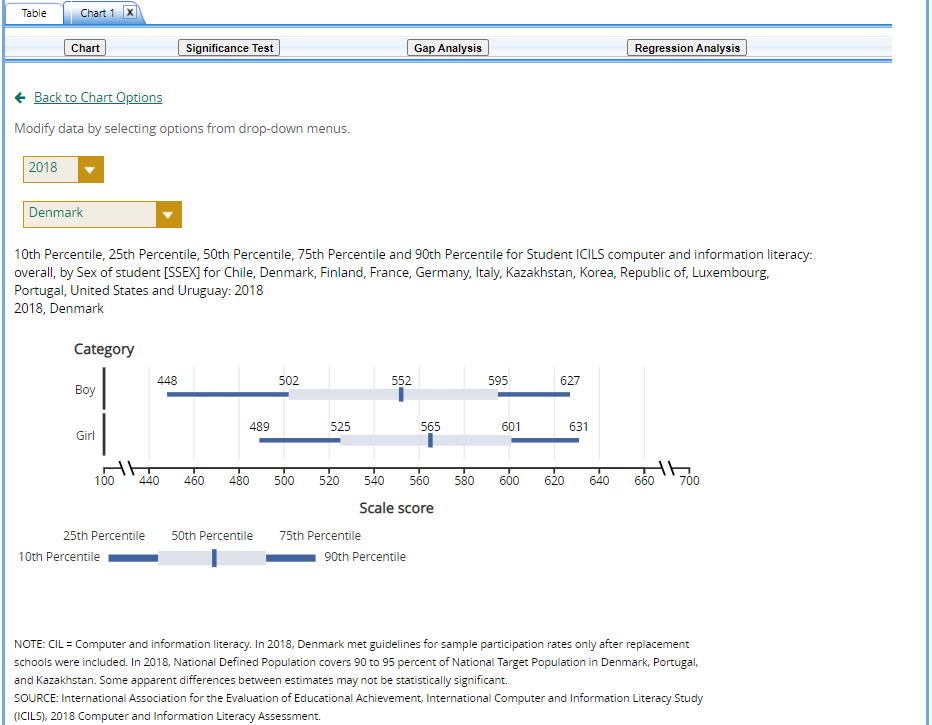 Table Chart 1 X
Chart Significance Test Gap Analysis Regression Analysis
Back to Chart Options
Modify data by selecting options from drop-down menus.
2018
Denmark
10th Percentile, 25th Percentile, 50th Percentile, 75th Percentile and 90th Percentile for Student ICILS computer and information literacy:
overall, by Sex of student [SSEX] for Chile, Denmark, Finland, France, Germany, Italy, Kazakhstan, Korea, Republic of, Luxembourg,
Portugal, United States and Uruguay: 2018
2018, Denmark
Category
448 502 552 595 627
Boy
489 525 565 601 631
Girl
100 440 460 480 500 520 540 560 580 600 620 640 660 700
Scale score
25th Percentile 50th Percentile 75th Percentile
10th Percentile 90th Percentile
NOTE: CIL = Computer and information literacy. In 2018, Denmark met guidelines for sample participation rates only after replacement
schools were included. In 2018, National Defined Population covers 90 to 95 percent of National Target Population in Denmark, Portugal,
and Kazakhstan. Some apparent differences between estimates may not be statistically significant.
SOURCE: International Association for the Evaluation of Educational Achievement, International Computer and Information Literacy Study
(ICILS), 2018 Computer and Information Literacy Assessment.